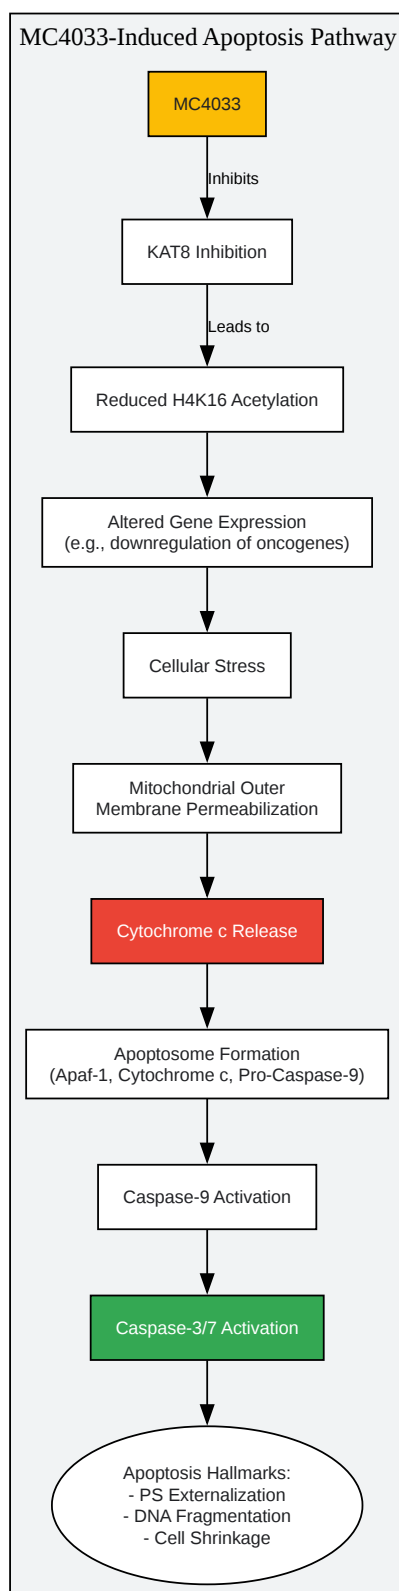 MC4033-Induced Apoptosis Pathway
MC4033
Inhibits
KAT8 Inhibition
Leads to
Reduced H4K16 Acetylation
Altered Gene Expression
(e.g., downregulation of oncogenes)
Cellular Stress
Mitochondrial Outer
Membrane Permeabilization
Cytochrome c Release
Apoptosome Formation
(Apaf-1, Cytochrome c, Pro-Caspase-9)
Caspase-9 Activation
Caspase-3/7 Activation
Apoptosis Hallmarks:
- PS Externalization
- DNA Fragmentation
- Cell Shrinkage